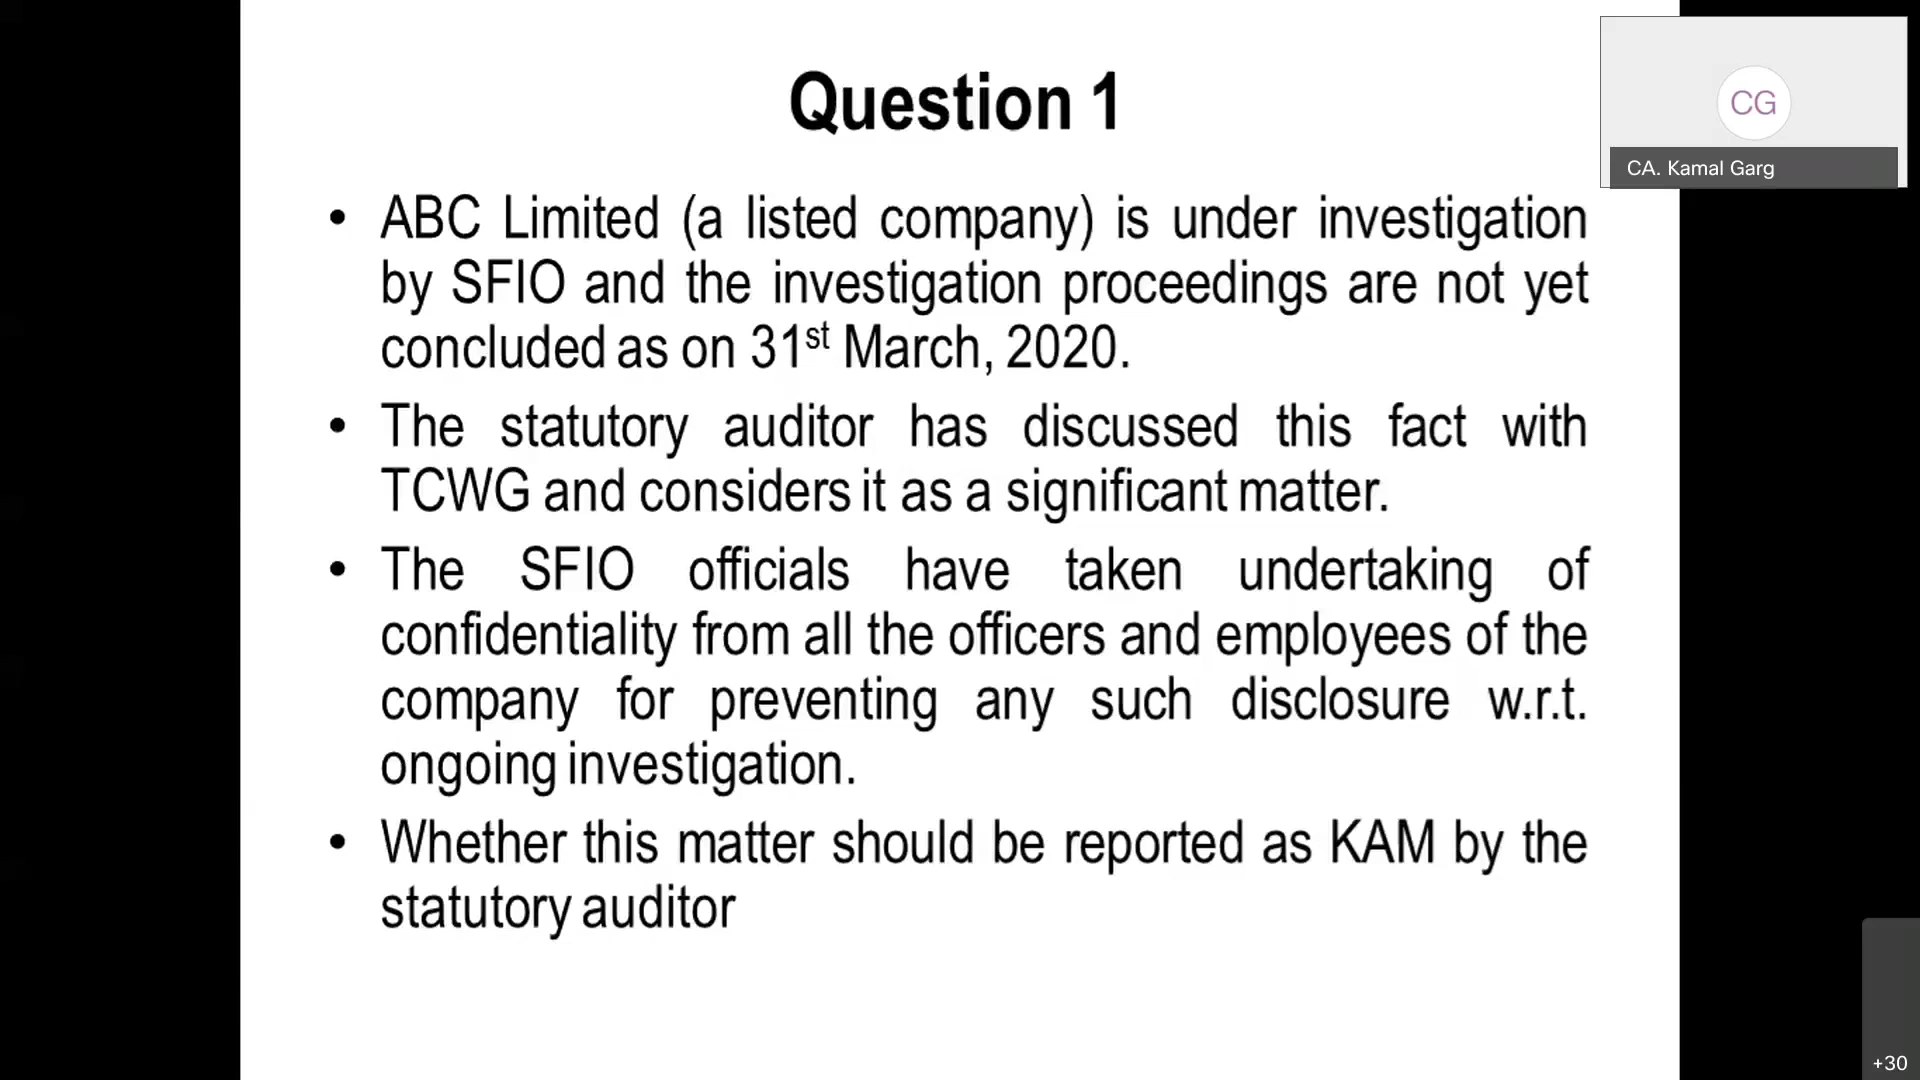 Question 1
CG
CA. Kamal Garg
• ABC Limited (a listed company) is under investigation
by SFIO and the investigation proceedings are not yet
concluded as on 31st March, 2020.
• The statutory auditor has discussed this fact with
TCWG and considers it as a significant matter.
• The SFIO officials have taken undertaking of
confidentiality from all the officers and employees of the
company for preventing any such disclosure w.r.t.
ongoing investigation.
• Whether this matter should be reported as KAM by the
statutory auditor
+30